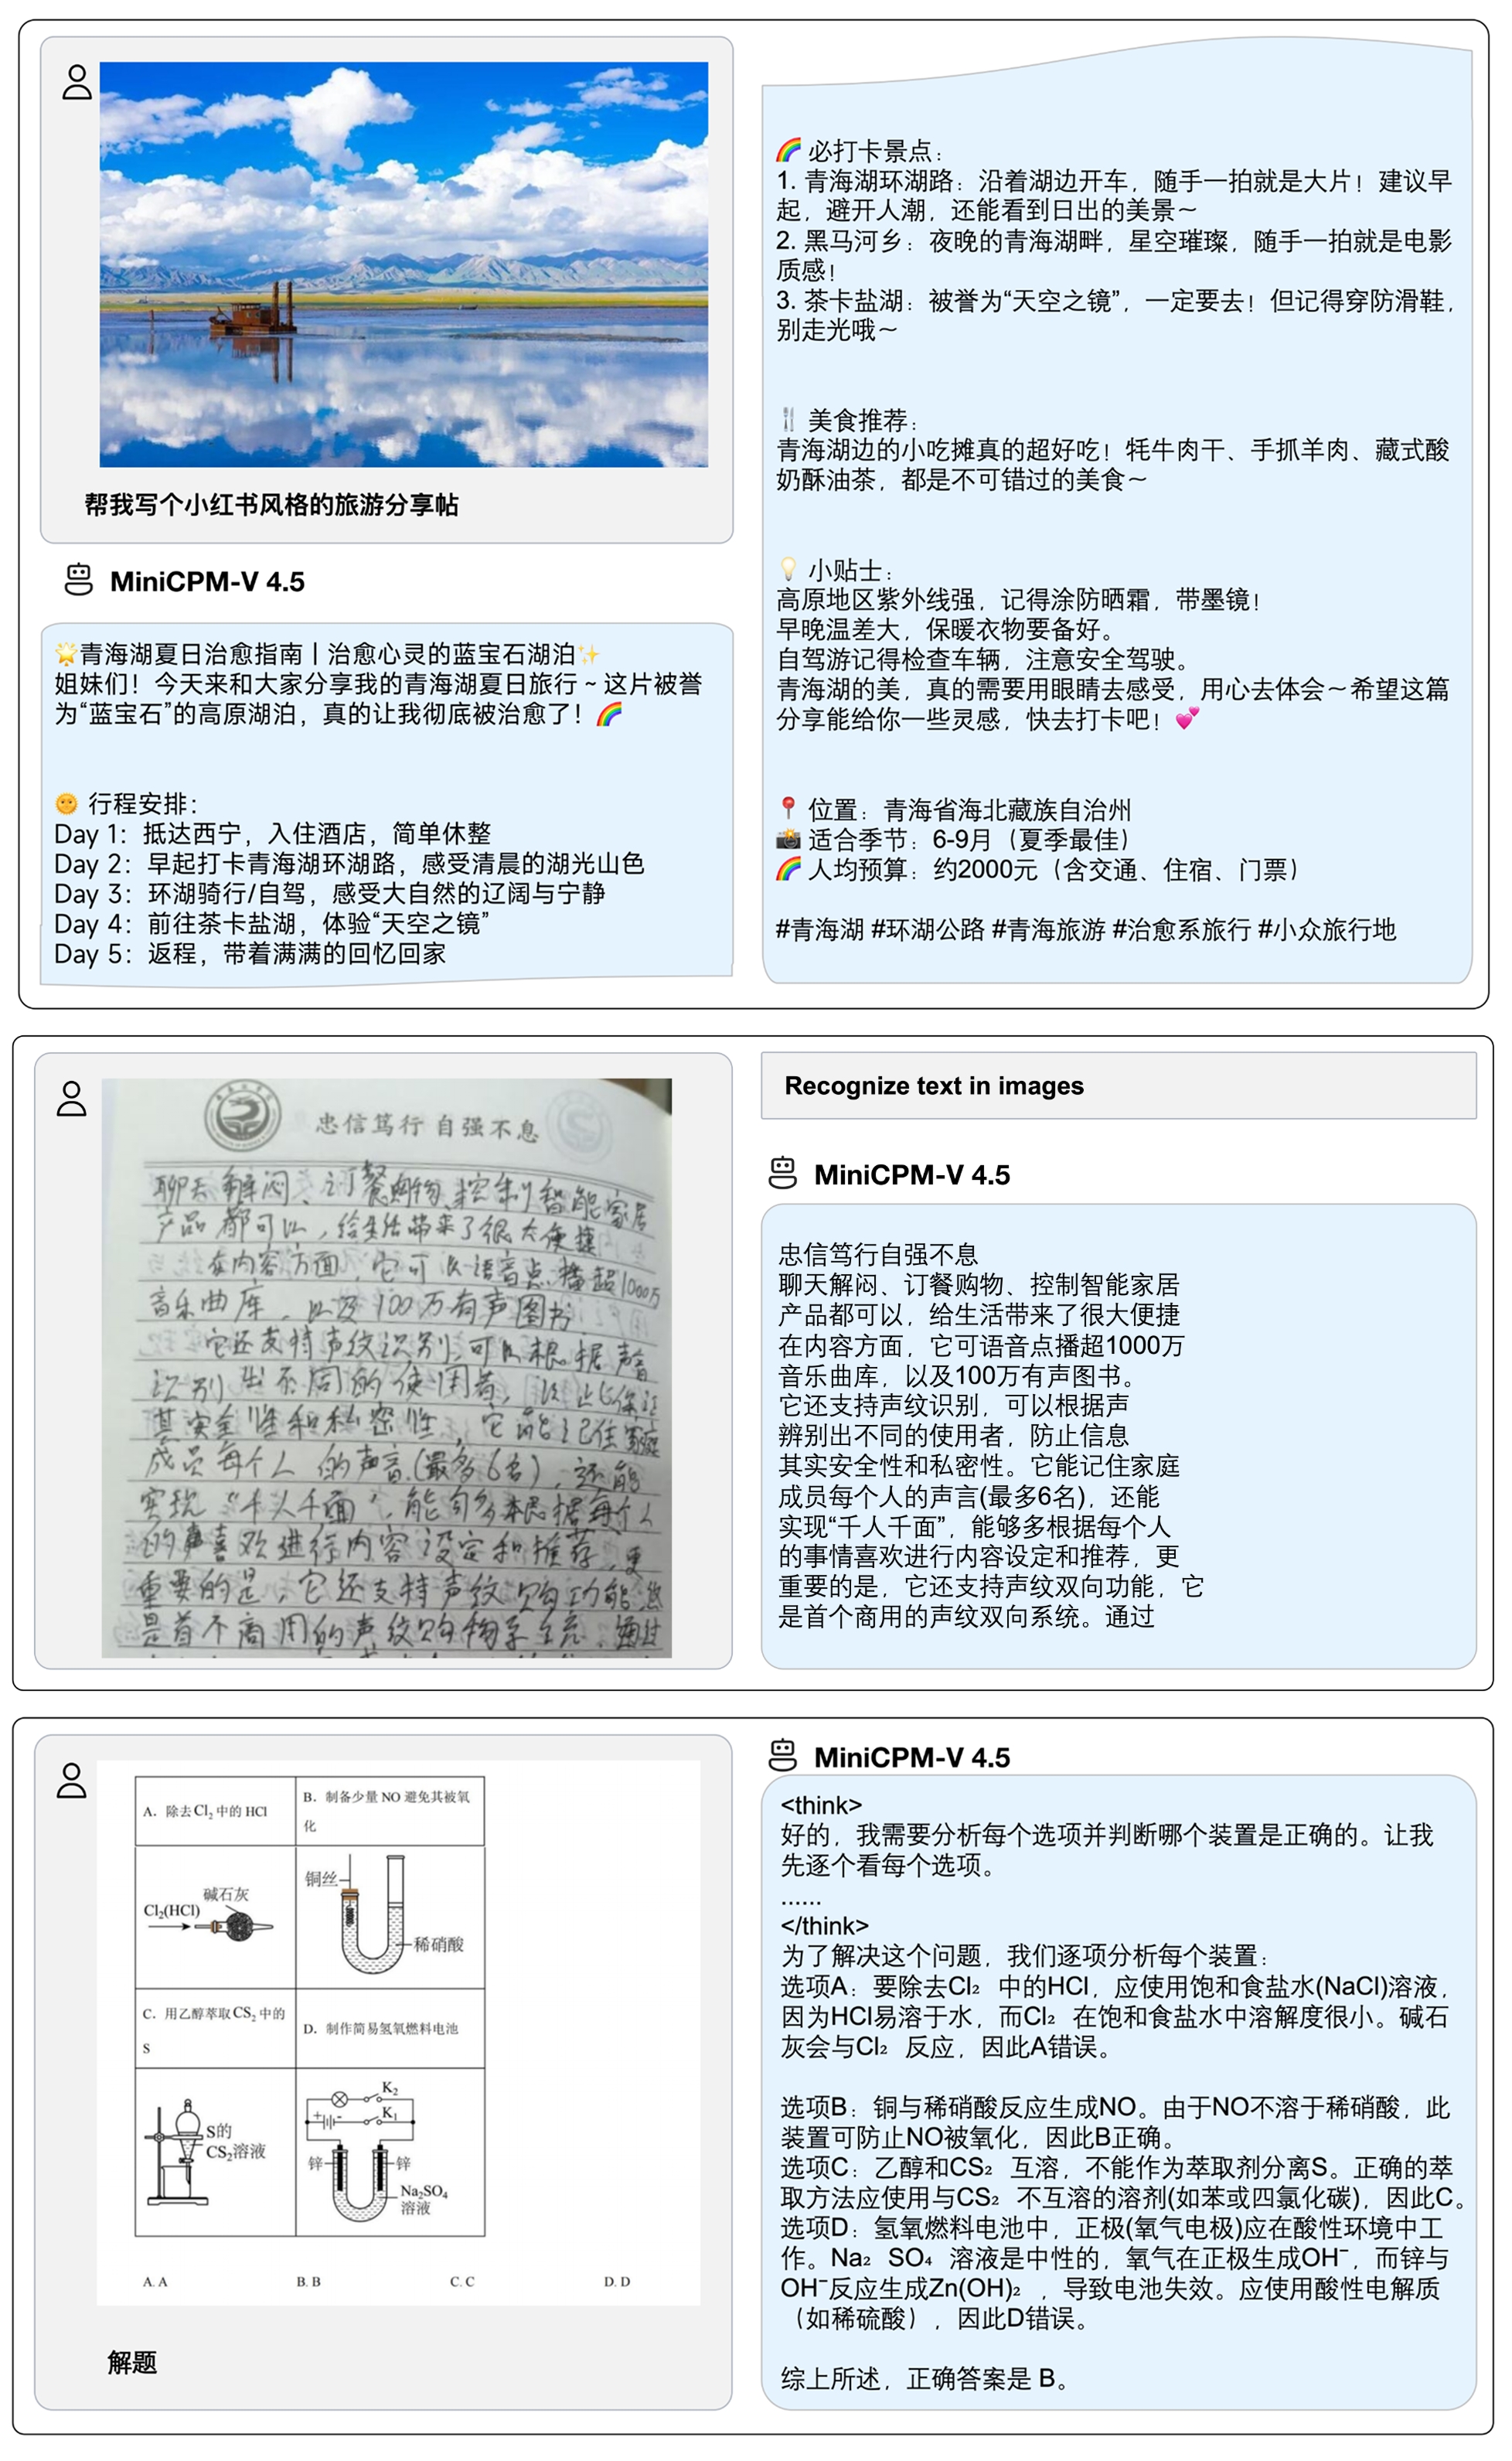 帮我写个小红书风格的旅游分享帖
MiniCPM-V 4.5
🌟青海湖夏日治愈指南丨治愈心灵的蓝宝石湖泊✨
姐妹们！今天来和大家分享我的青海湖夏日旅行 ~ 这片被誉
为“蓝宝石”的高原湖泊，真的让我彻底被治愈了！🌈
🌞 行程安排：
Day 1：抵达西宁，入住酒店，简单休整
Day 2：早起打卡青海湖环湖路，感受清晨的湖光山色
Day 3：环湖骑行/自驾，感受大自然的辽阔与宁静
Day 4：前往茶卡盐湖，体验“天空之镜”
Day 5：返程，带着满满的回忆回家
🌈 必打卡景点：
1. 青海湖环湖路：沿着湖边开车，随手一拍就是大片！建议早
起，避开人潮，还能看到日出的美景～
2. 黑马河乡：夜晚的青海湖畔，星空璀璨，随手一拍就是电影
质感！
3. 茶卡盐湖：被誉为“天空之镜”，一定要去！但记得穿防滑鞋，
别走光哦～
🍴 美食推荐：
青海湖边的小吃摊真的超好吃！牦牛肉干、手抓羊肉、藏式酸
奶酥油茶，都是不可错过的美食～
💡 小贴士：
高原地区紫外线强，记得涂防晒霜，带墨镜！
早晚温差大，保暖衣物要备好。
自驾游记得检查车辆，注意安全驾驶。
青海湖的美，真的需要用眼睛去感受，用心去体会～希望这篇
分享能给你一些灵感，快去打卡吧！💕
📍 位置：青海省海北藏族自治州
📸 适合季节：6-9月（夏季最佳）
🌈 人均预算：约2000元（含交通、住宿、门票）
#青海湖 #环湖公路 #青海旅游 #治愈系旅行 #小众旅行地
忠信笃行 自强不息
聊天解闷、订餐购物、控制智能家居
产品都可以，给生活带来了很大便捷
在内容方面，它可以语音点播超1000万
音乐曲库，以及100万有声图书
它还支持声纹识别，可以根据声音
识别出不同的使用者，以此保证
其安全性和私密性，它能记住家庭
成员每个人的声音(最多6名)，还能
实现“千人千面”，能够根据每个人
的喜欢进行内容设定和推荐，更
重要的是，它还支持声纹购功能
是首个商用的声纹购物系统，通过
Recognize text in images
MiniCPM-V 4.5
忠信笃行自强不息
聊天解闷、订餐购物、控制智能家居
产品都可以，给生活带来了很大便捷
在内容方面，它可语音点播超1000万
音乐曲库，以及100万有声图书。
它还支持声纹识别，可以根据声
辨别出不同的使用者，防止信息
其实安全性和私密性。它能记住家庭
成员每个人的声言(最多6名)，还能
实现“千人千面”，能够多根据每个人
的事情喜欢进行内容设定和推荐，更
重要的是，它还支持声纹双向功能，它
是首个商用的声纹双向系统。通过
A．除去Cl₂中的HCl
B．制备少量 NO 避免其被氧
化
Cl₂(HCl)
碱石灰
铜丝
稀硝酸
C．用乙醇萃取CS₂中的
S
D．制作简易氢氧燃料电池
S的
CS₂溶液
K₂
K₁
+ -
锌
锌
Na₂SO₄
溶液
A. A B. B C. C D. D
解题
MiniCPM-V 4.5
<think>
好的，我需要分析每个选项并判断哪个装置是正确的。让我
先逐个看每个选项。
......
</think>
为了解决这个问题，我们逐项分析每个装置：
选项A：要除去Cl₂ 中的HCl，应使用饱和食盐水(NaCl)溶液，
因为HCl易溶于水，而Cl₂ 在饱和食盐水中溶解度很小。碱石
灰会与Cl₂ 反应，因此A错误。
选项B：铜与稀硝酸反应生成NO。由于NO不溶于稀硝酸，此
装置可防止NO被氧化，因此B正确。
选项C：乙醇和CS₂ 互溶，不能作为萃取剂分离S。正确的萃
取方法应使用与CS₂ 不互溶的溶剂(如苯或四氯化碳)，因此C。
选项D：氢氧燃料电池中，正极(氧气电极)应在酸性环境中工
作。Na₂ SO₄ 溶液是中性的，氧气在正极生成OH⁻，而锌与
OH⁻反应生成Zn(OH)₂ ，导致电池失效。应使用酸性电解质
（如稀硫酸），因此D错误。
综上所述，正确答案是 B。